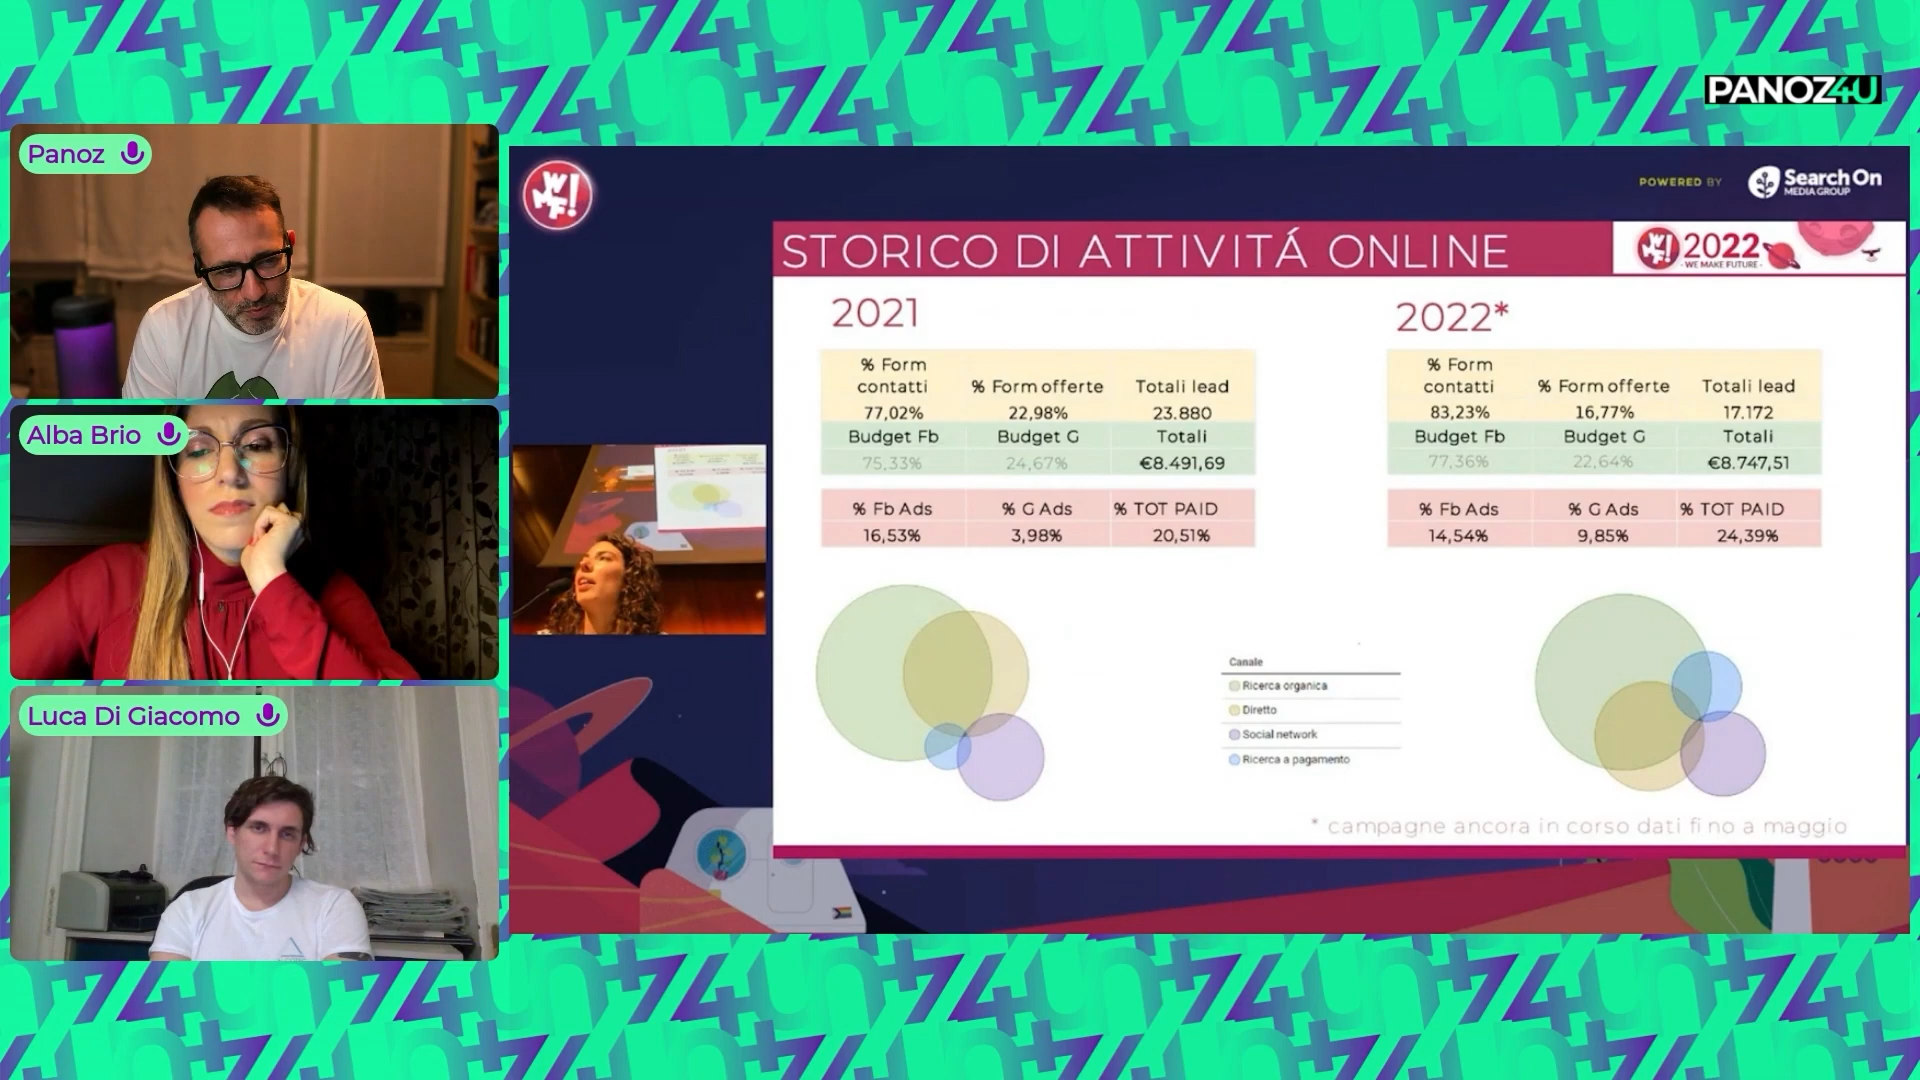 PANOZ4U
Panoz
Alba Brio
Luca Di Giacomo
WMF!
POWERED BY
Search On
MEDIA GROUP
STORICO DI ATTIVITÁ ONLINE
WMF! 2022
- WE MAKE FUTURE -
2021
% Form contatti % Form offerte Totali lead
77,02% 22,98% 23.880
Budget Fb Budget G Totali
75,33% 24,67% €8.491,69
% Fb Ads % G Ads % TOT PAID
16,53% 3,98% 20,51%
2022*
% Form contatti % Form offerte Totali lead
83,23% 16,77% 17.172
Budget Fb Budget G Totali
77,36% 22,64% €8.747,51
% Fb Ads % G Ads % TOT PAID
14,54% 9,85% 24,39%
Canale
Ricerca organica
Diretto
Social network
Ricerca a pagamento
* campagne ancora in corso dati fino a maggio